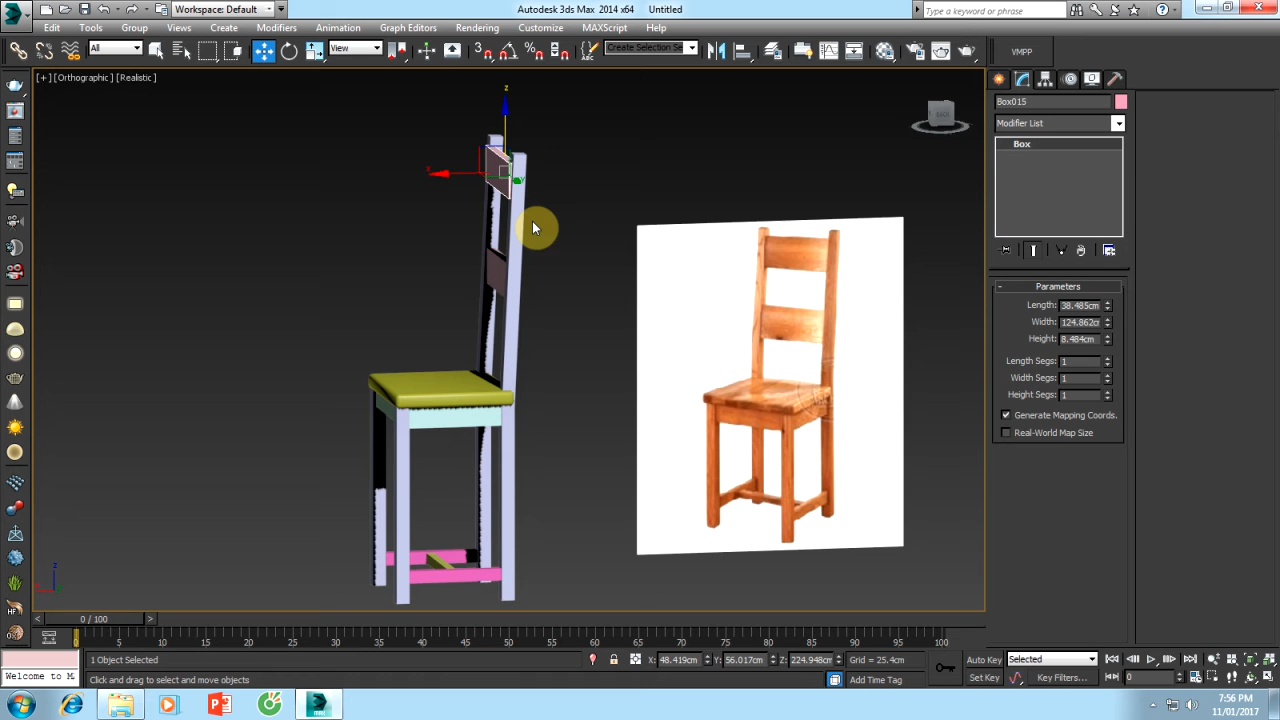 Workspace: Default
Autodesk 3ds Max 2014 x64 Untitled
Type a keyword or phrase
Edit Tools Group Views Create Modifiers Animation Graph Editors Rendering Customize MAXScript Help
All View Create Selection Se VMPP
[+] [Orthographic] [Realistic]
Box015
Modifier List
Box
z
x
y
- Parameters
Length: 38.485cm
Width: 124.862c
Height: 8.484cm
Length Segs: 1
Width Segs: 1
Height Segs: 1
Generate Mapping Coords.
Real-World Map Size
z
HF
< 0 / 100 >
0 5 10 15 20 25 30 35 40 45 50 55 60 65 70 75 80 85 90 95 100
1 Object Selected X: 48.419cm Y: 56.017cm Z: 224.948cm Grid = 25.4cm Auto Key Selected
Welcome to M Click and drag to select and move objects Add Time Tag Set Key Key Filters... 0
7:56 PM
11/01/2017